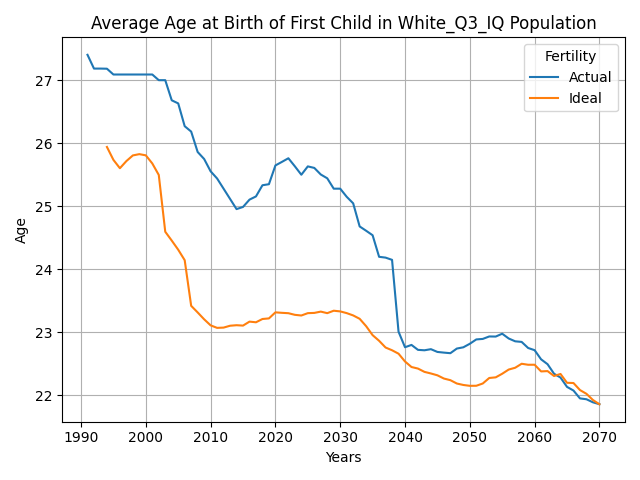 Average Age at Birth of First Child in White_Q3_IQ Population
Fertility
Actual
Ideal
Age
27
26
25
24
23
22
1990 2000 2010 2020 2030 2040 2050 2060 2070
Years